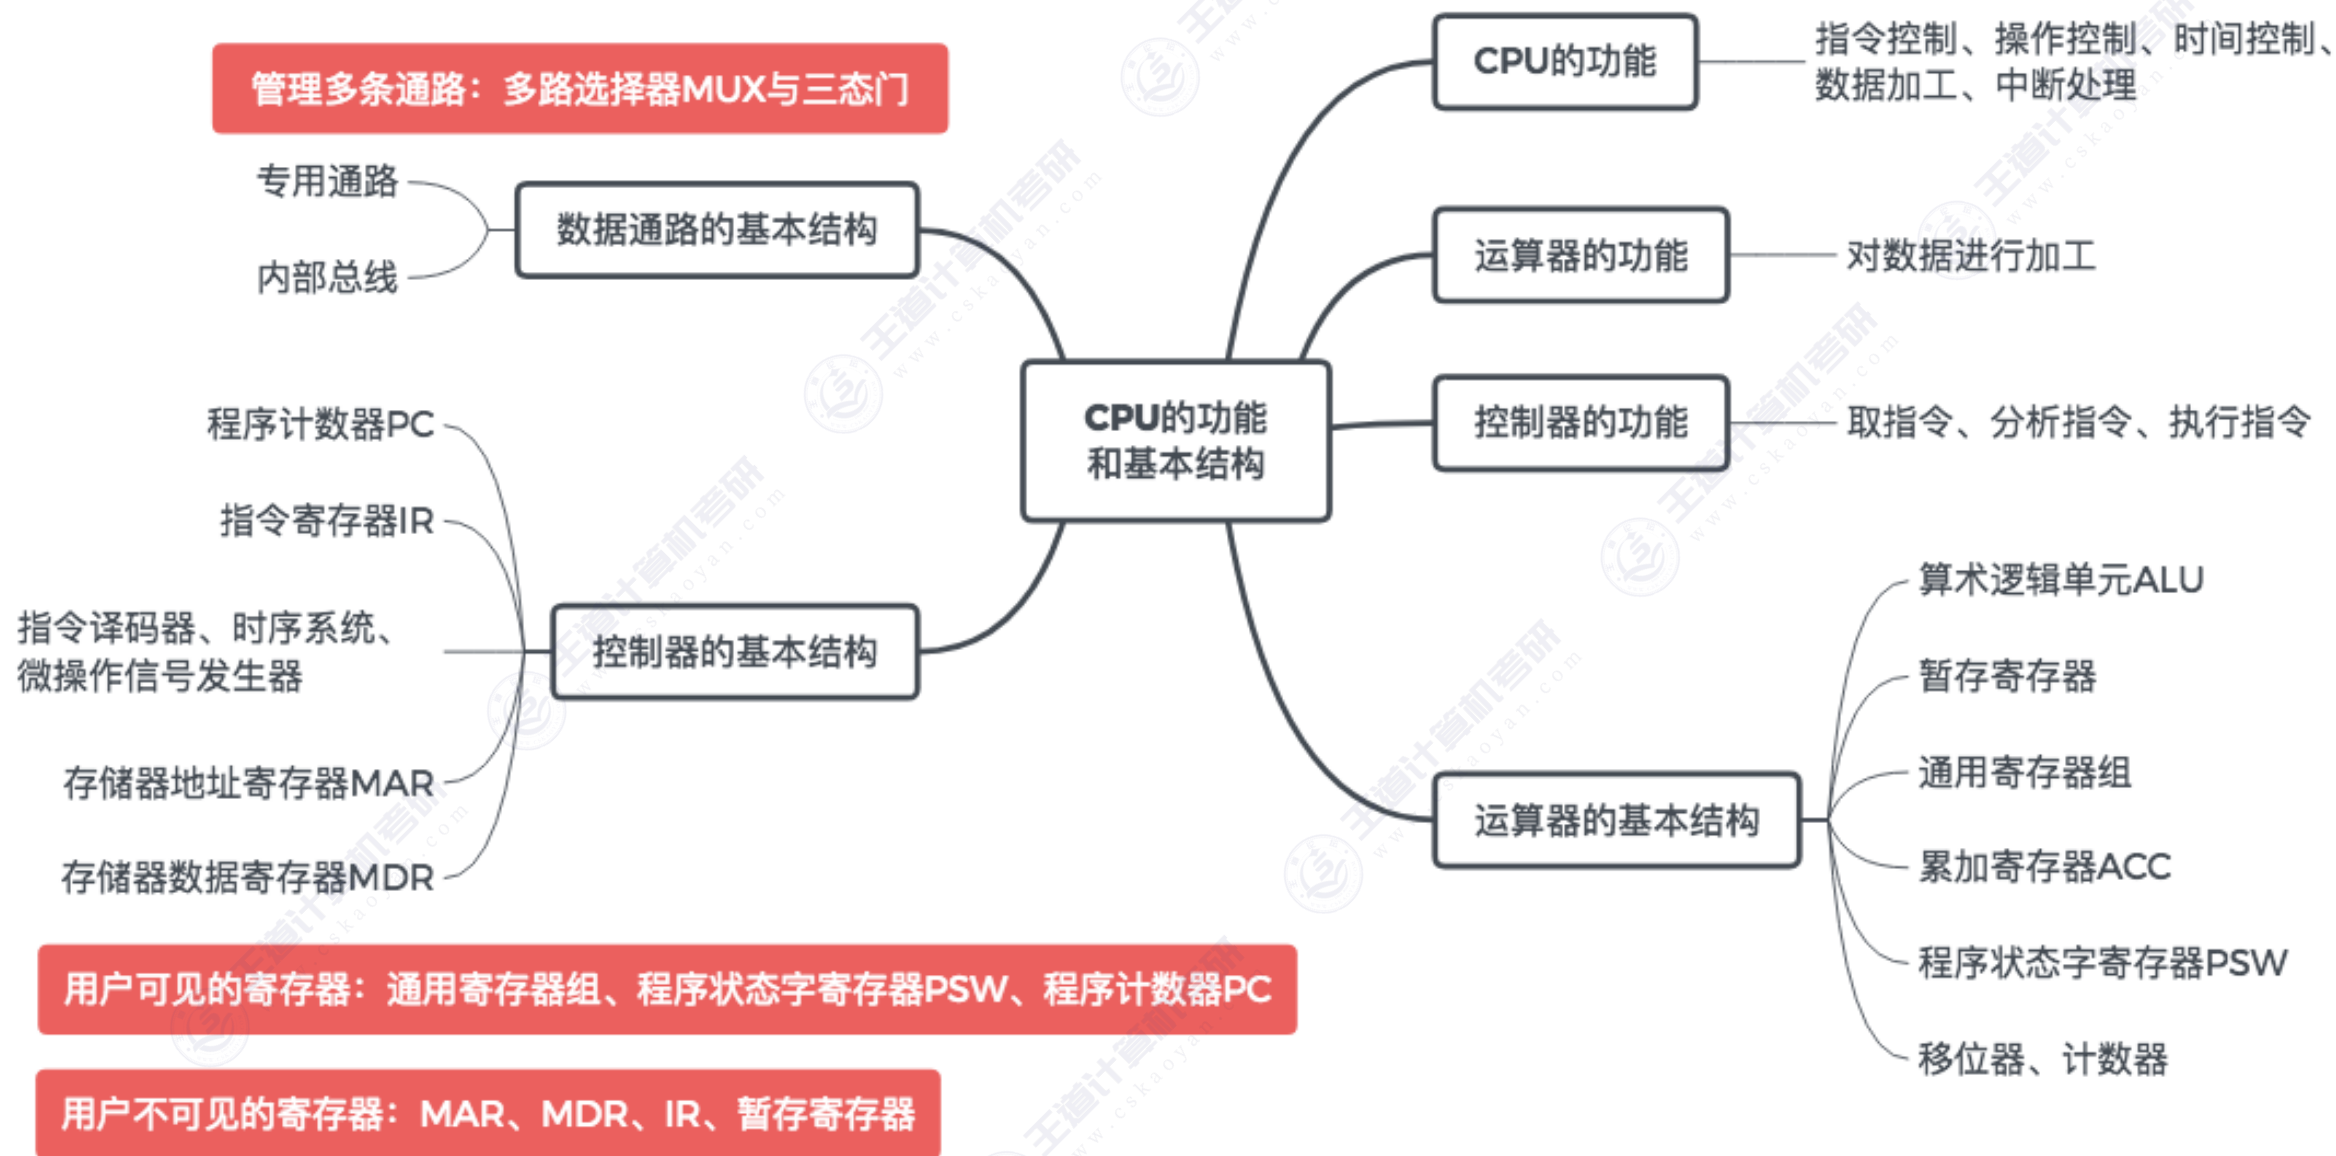 管理多条通路：多路选择器MUX与三态门
专用通路
内部总线
数据通路的基本结构
程序计数器PC
指令寄存器IR
指令译码器、时序系统、
微操作信号发生器
存储器地址寄存器MAR
存储器数据寄存器MDR
控制器的基本结构
用户可见的寄存器：通用寄存器组、程序状态字寄存器PSW、程序计数器PC
用户不可见的寄存器：MAR、MDR、IR、暂存寄存器
CPU的功能
和基本结构
CPU的功能
指令控制、操作控制、时间控制、
数据加工、中断处理
运算器的功能
对数据进行加工
控制器的功能
取指令、分析指令、执行指令
运算器的基本结构
算术逻辑单元ALU
暂存寄存器
通用寄存器组
累加寄存器ACC
程序状态字寄存器PSW
移位器、计数器
王道计算机考研
www.cskaoyan.com